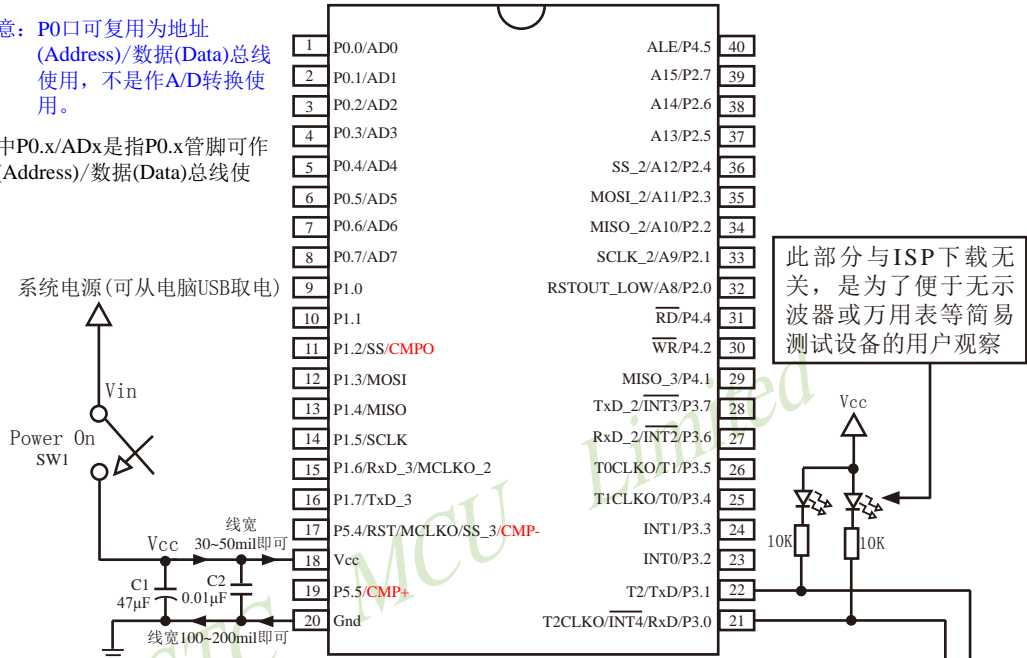 意：P0口可复用为地址
(Address)/数据(Data)总线
使用，不是作A/D转换使
用。
中P0.x/ADx是指P0.x管脚可作
(Address)/数据(Data)总线使
系统电源(可从电脑USB取电)
Vin
Power On
SW1
Vcc
线宽
30~50mil即可
C1
47μF
C2
0.01μF
线宽100~200mil即可
1 P0.0/AD0
2 P0.1/AD1
3 P0.2/AD2
4 P0.3/AD3
5 P0.4/AD4
6 P0.5/AD5
7 P0.6/AD6
8 P0.7/AD7
9 P1.0
10 P1.1
11 P1.2/SS/CMPO
12 P1.3/MOSI
13 P1.4/MISO
14 P1.5/SCLK
15 P1.6/RxD_3/MCLKO_2
16 P1.7/TxD_3
17 P5.4/RST/MCLKO/SS_3/CMP-
18 Vcc
19 P5.5/CMP+
20 Gnd
ALE/P4.5 40
A15/P2.7 39
A14/P2.6 38
A13/P2.5 37
SS_2/A12/P2.4 36
MOSI_2/A11/P2.3 35
MISO_2/A10/P2.2 34
SCLK_2/A9/P2.1 33
RSTOUT_LOW/A8/P2.0 32
RD/P4.4 31
WR/P4.2 30
MISO_3/P4.1 29
TxD_2/INT3/P3.7 28
RxD_2/INT2/P3.6 27
T0CLKO/T1/P3.5 26
T1CLKO/T0/P3.4 25
INT1/P3.3 24
INT0/P3.2 23
T2/TxD/P3.1 22
T2CLKO/INT4/RxD/P3.0 21
此部分与ISP下载无
关，是为了便于无示
波器或万用表等简易
测试设备的用户观察
Vcc
10K
10K
STC MCU Limited